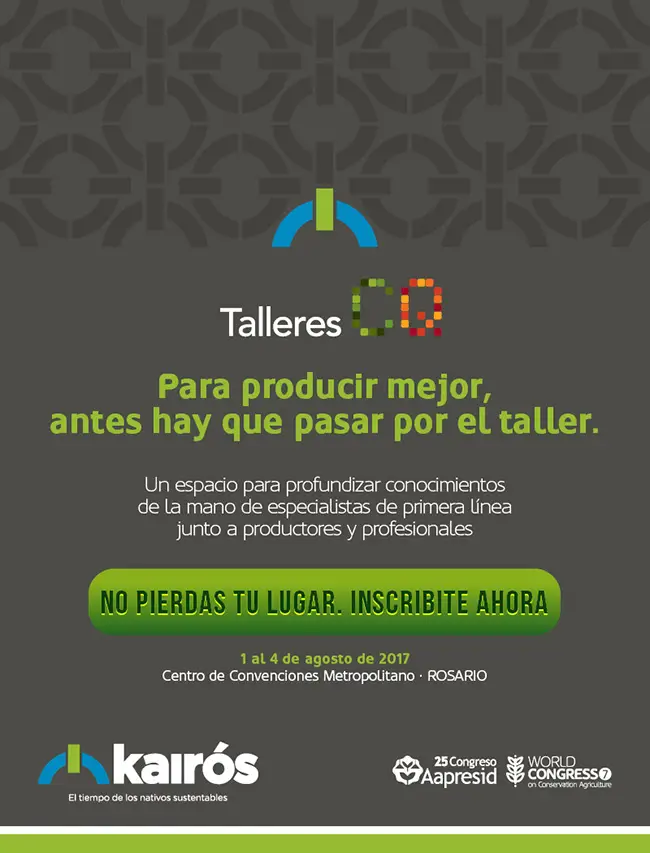 Talleres CQ
Para producir mejor,
antes hay que pasar por el taller.
Un espacio para profundizar conocimientos
de la mano de especialistas de primera línea
junto a productores y profesionales
NO PIERDAS TU LUGAR. INSCRIBITE AHORA
1 al 4 de agosto de 2017
Centro de Convenciones Metropolitano · ROSARIO
kairós
El tiempo de los nativos sustentables
25 Congreso
Aapresid
WORLD
CONGRESS 7
on Conservation Agriculture